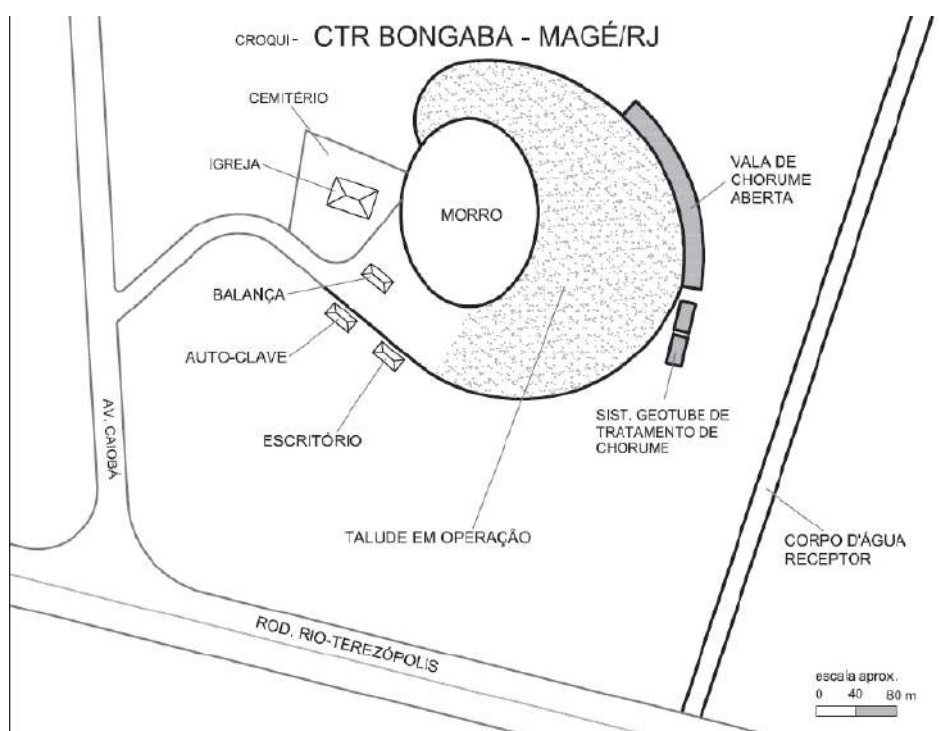 CROQUI - CTR BONGABA - MAGÉ/RJ
CEMITÉRIO
IGREJA
MORRO
VALA DE
CHORUME
ABERTA
BALANÇA
AUTO-CLAVE
ESCRITÓRIO
SIST. GEOTUBE DE
TRATAMENTO DE
CHORUME
AV. CAIOBÁ
TALUDE EM OPERAÇÃO
CORPO D'ÁGUA
RECEPTOR
ROD. RIO-TEREZÓPOLIS
escala aprox.
0 40 80 m